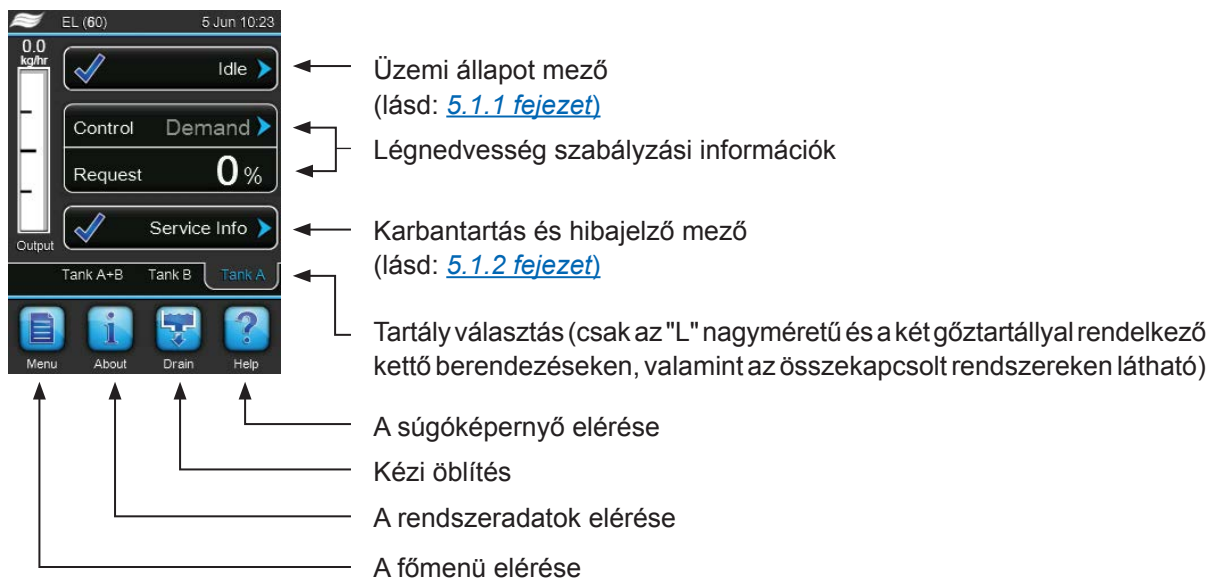 EL (60) 5 Jun 10:23
0.0
kg/hr
Idle
Control Demand
Request 0 %
Service Info
Output
Tank A+B Tank B Tank A
Menu About Drain Help
Üzemi állapot mező
(lásd: 5.1.1 fejezet)
Légnedvesség szabályzási információk
Karbantartás és hibajelző mező
(lásd: 5.1.2 fejezet)
Tartály választás (csak az "L" nagyméretű és a két gőztartállyal rendelkező
kettő berendezéseken, valamint az összekapcsolt rendszereken látható)
A súgóképernyő elérése
Kézi öblítés
A rendszeradatok elérése
A főmenü elérése